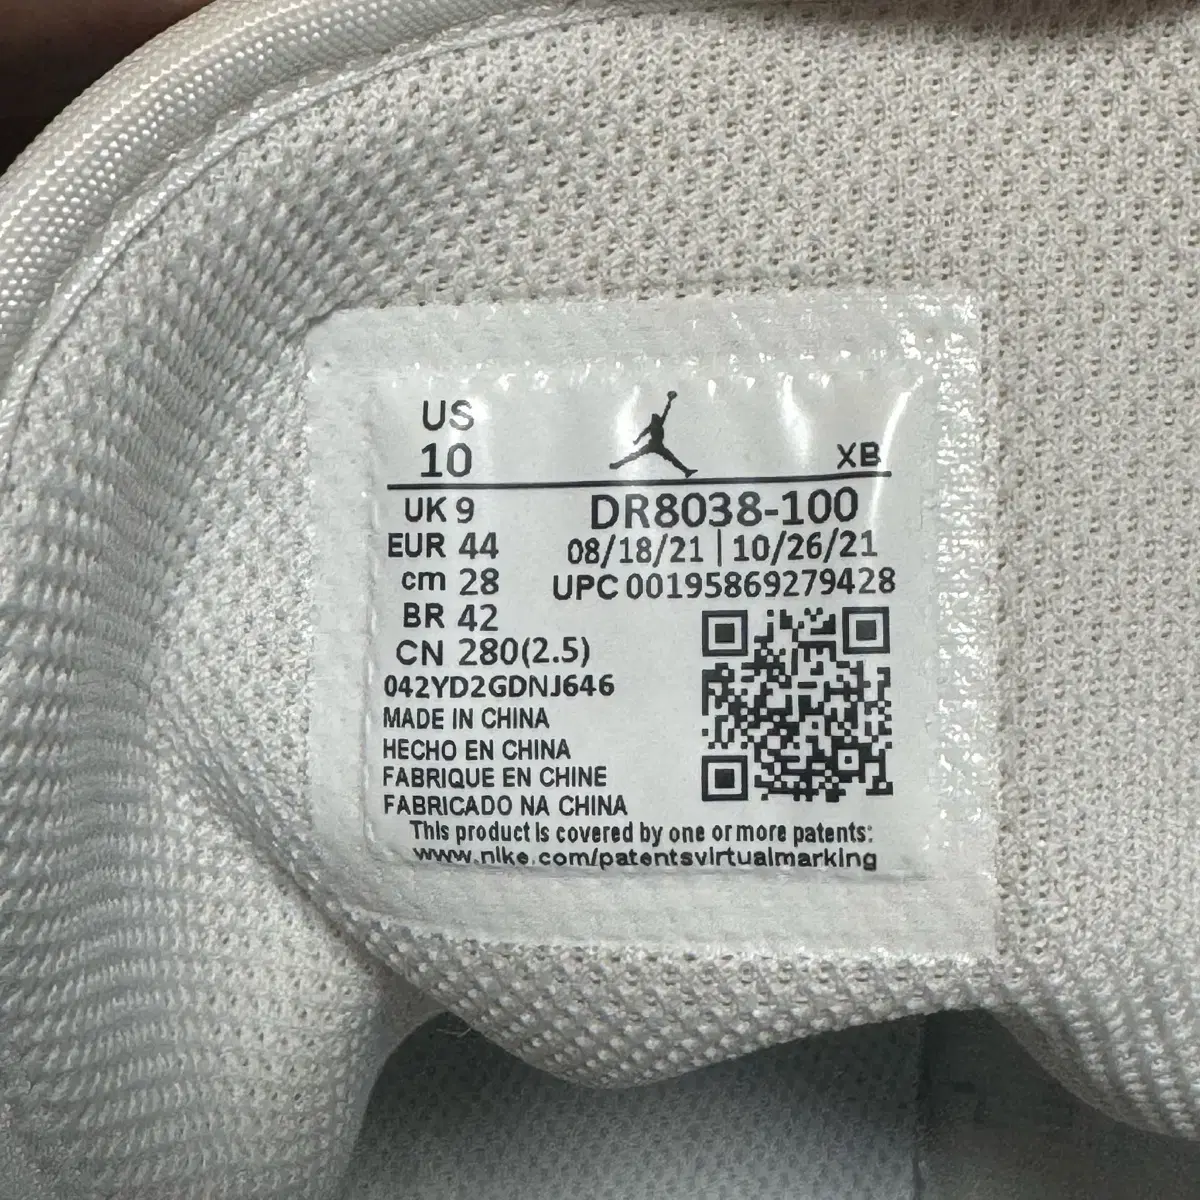 US
10
XB
UK 9
DR8038-100
EUR 44
08/18/21 | 10/26/21
cm 28
UPC 00195869279428
BR 42
CN 280(2.5)
042YD2GDNJ646
MADE IN CHINA
HECHO EN CHINA
FABRIQUE EN CHINE
FABRICADO NA CHINA
This product is covered by one or more patents:
www.nike.com/patentsvirtualmarking